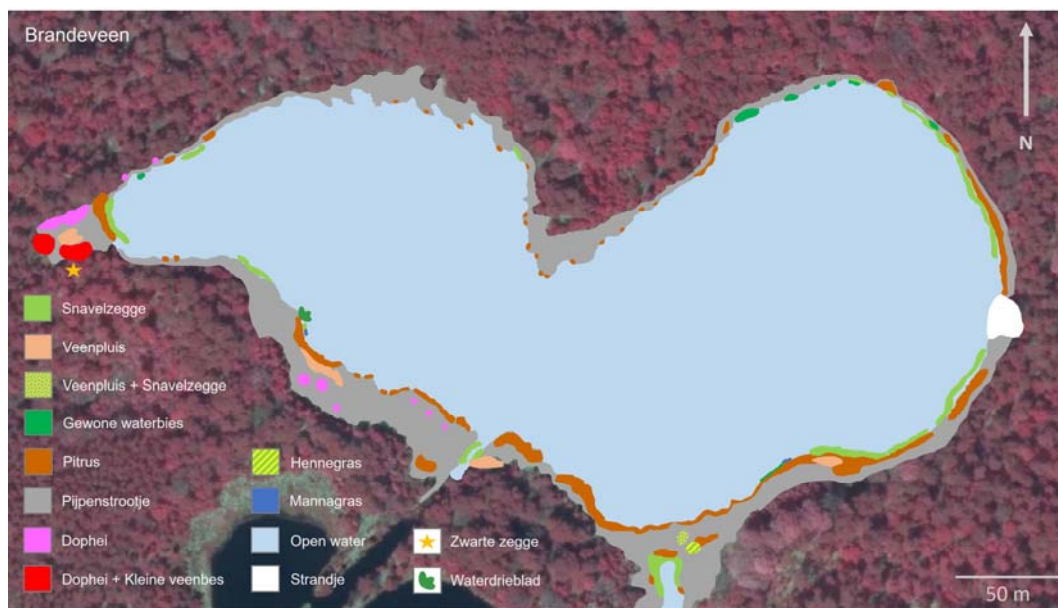 Brandeveen
N
Snavelzegge
Veenpluis
Veenpluis + Snavelzegge
Gewone waterbies
Pitrus
Pijpenstrootje
Dophei
Dophei + Kleine veenbes
Hennegras
Mannagras
Open water
Strandje
Zwarte zegge
Waterdrieblad
50 m